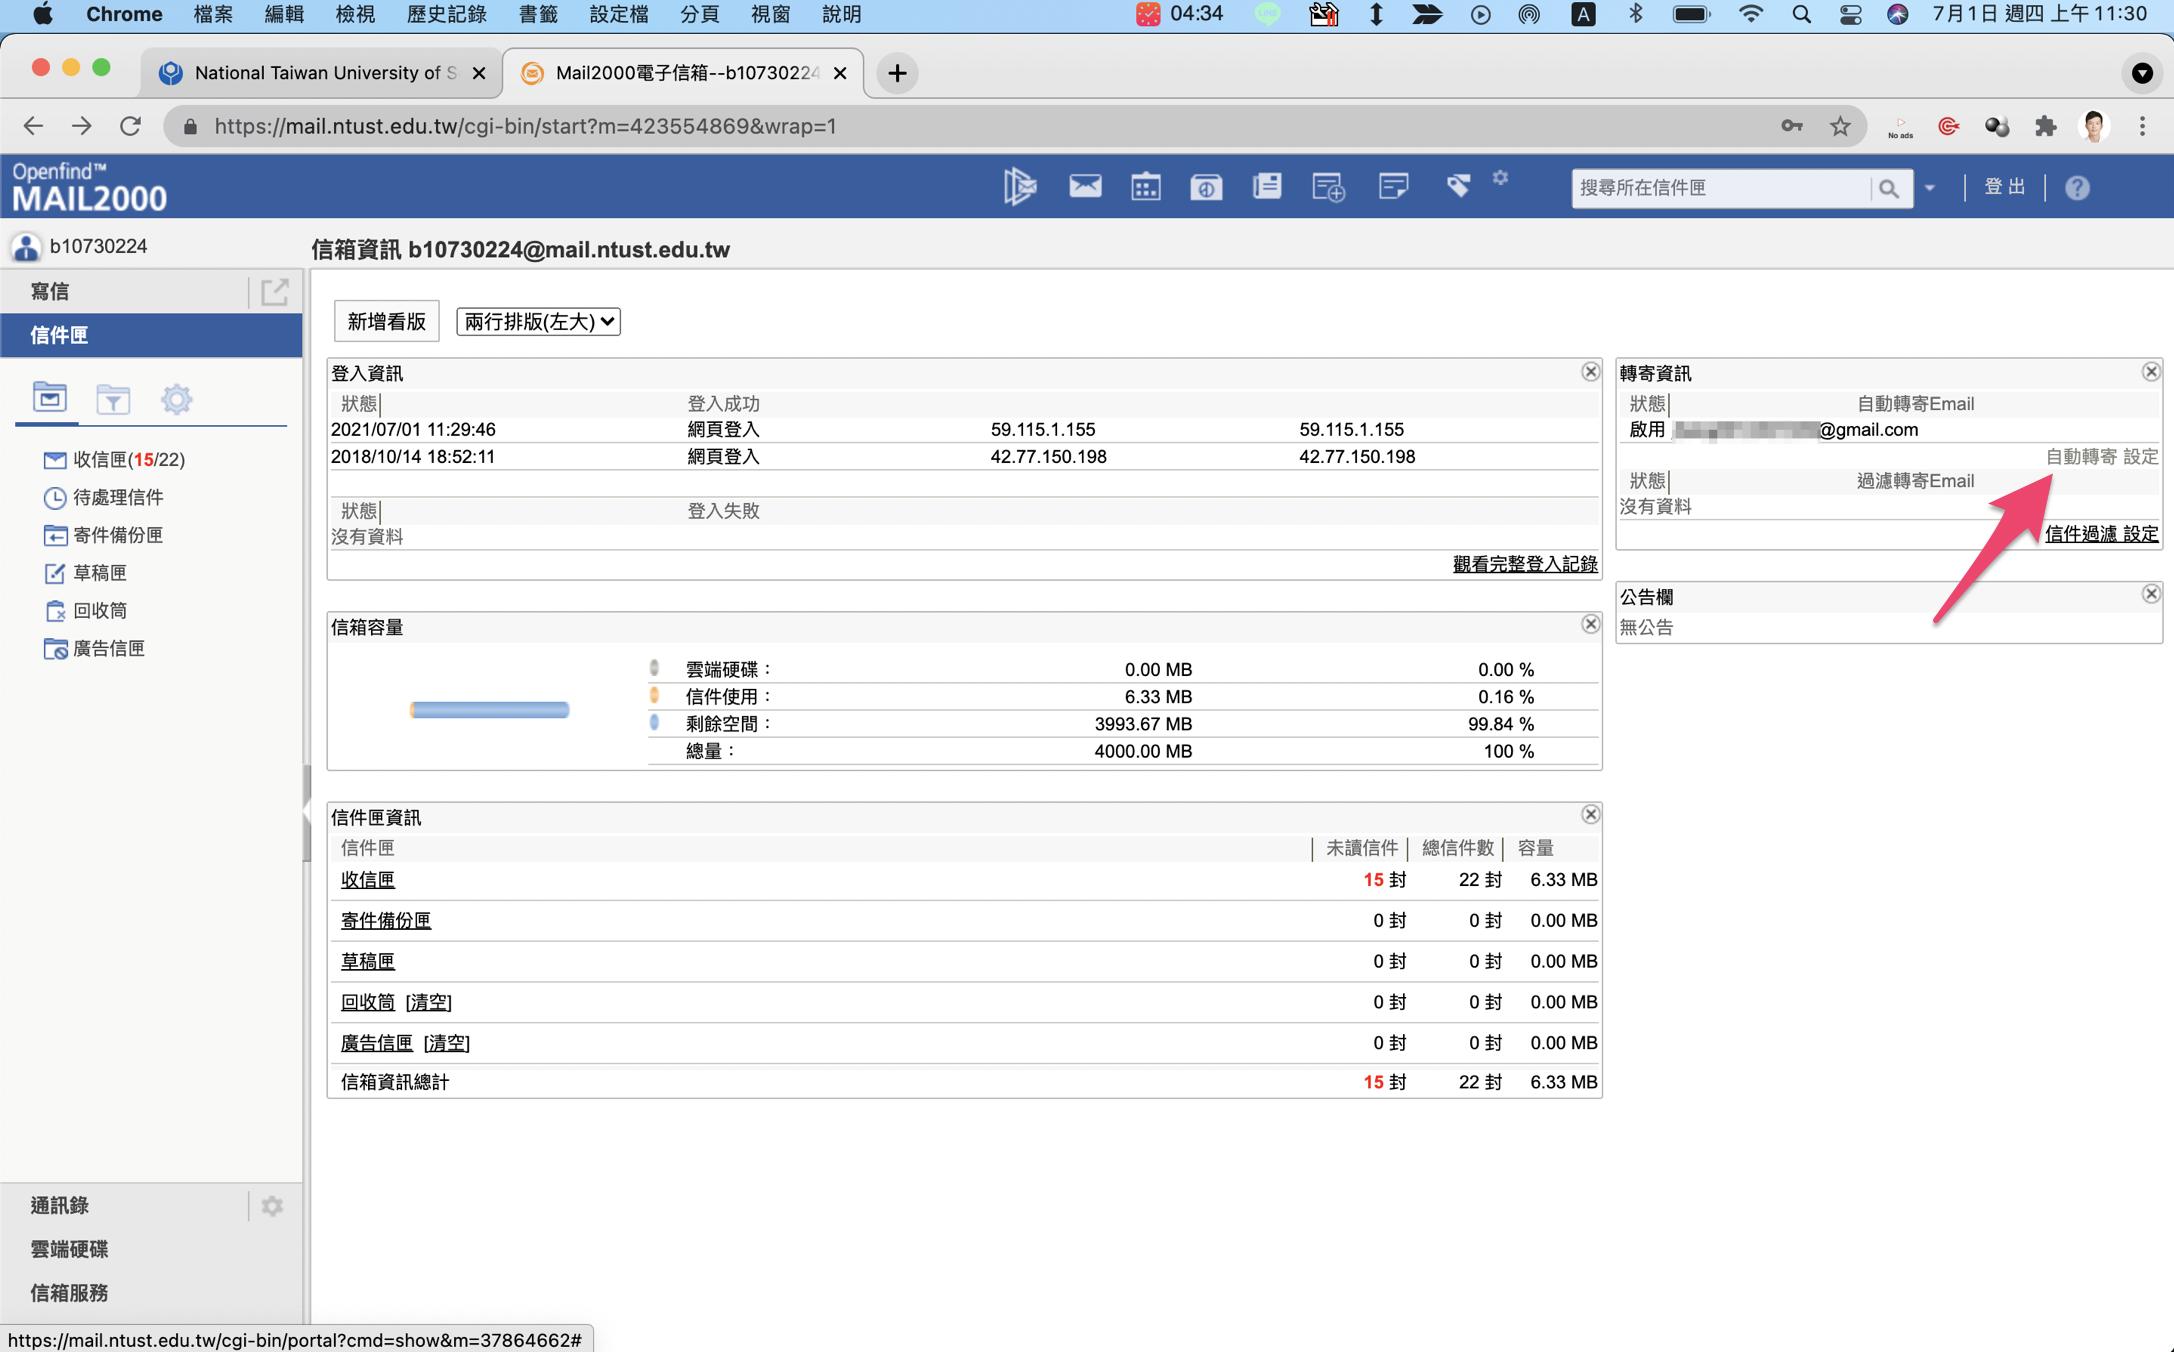 Chrome 檔案 編輯 檢視 歷史記錄 書籤 設定檔 分頁 視窗 說明 04:34 A 7月1日 週四 上午 11:30
National Taiwan University of S
Mail2000電子信箱--b10730224
https://mail.ntust.edu.tw/cgi-bin/start?m=423554869&wrap=1
No ads
Openfind™
MAIL2000
搜尋所在信件匣
登 出
?
b10730224
信箱資訊 b10730224@mail.ntust.edu.tw
寫信
信件匣
收信匣(15/22)
待處理信件
寄件備份匣
草稿匣
回收筒
廣告信匣
通訊錄
雲端硬碟
信箱服務
新增看版 兩行排版(左大)
登入資訊
狀態 登入成功
2021/07/01 11:29:46 網頁登入 59.115.1.155 59.115.1.155
2018/10/14 18:52:11 網頁登入 42.77.150.198 42.77.150.198
狀態 登入失敗
沒有資料
觀看完整登入記錄
信箱容量
雲端硬碟： 0.00 MB 0.00 %
信件使用： 6.33 MB 0.16 %
剩餘空間： 3993.67 MB 99.84 %
總量： 4000.00 MB 100 %
信件匣資訊
信件匣 未讀信件 總信件數 容量
收信匣 15 封 22 封 6.33 MB
寄件備份匣 0 封 0 封 0.00 MB
草稿匣 0 封 0 封 0.00 MB
回收筒 [清空] 0 封 0 封 0.00 MB
廣告信匣 [清空] 0 封 0 封 0.00 MB
信箱資訊總計 15 封 22 封 6.33 MB
轉寄資訊
狀態 自動轉寄Email
啟用 @gmail.com
自動轉寄 設定
狀態 過濾轉寄Email
沒有資料
信件過濾 設定
公告欄
無公告
https://mail.ntust.edu.tw/cgi-bin/portal?cmd=show&m=37864662#